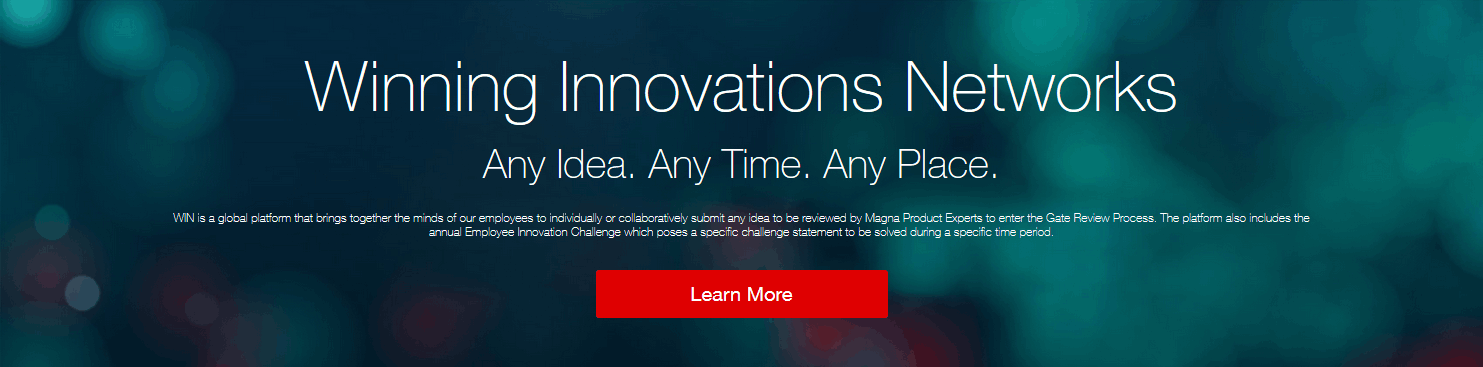 Winning Innovations Networks
Any Idea. Any Time. Any Place.
WIN is a global platform that brings together the minds of our employees to individually or collaboratively submit any idea to be reviewed by Magna Product Experts to enter the Gate Review Process. The platform also includes the
annual Employee Innovation Challenge which poses a specific challenge statement to be solved during a specific time period.
Learn More